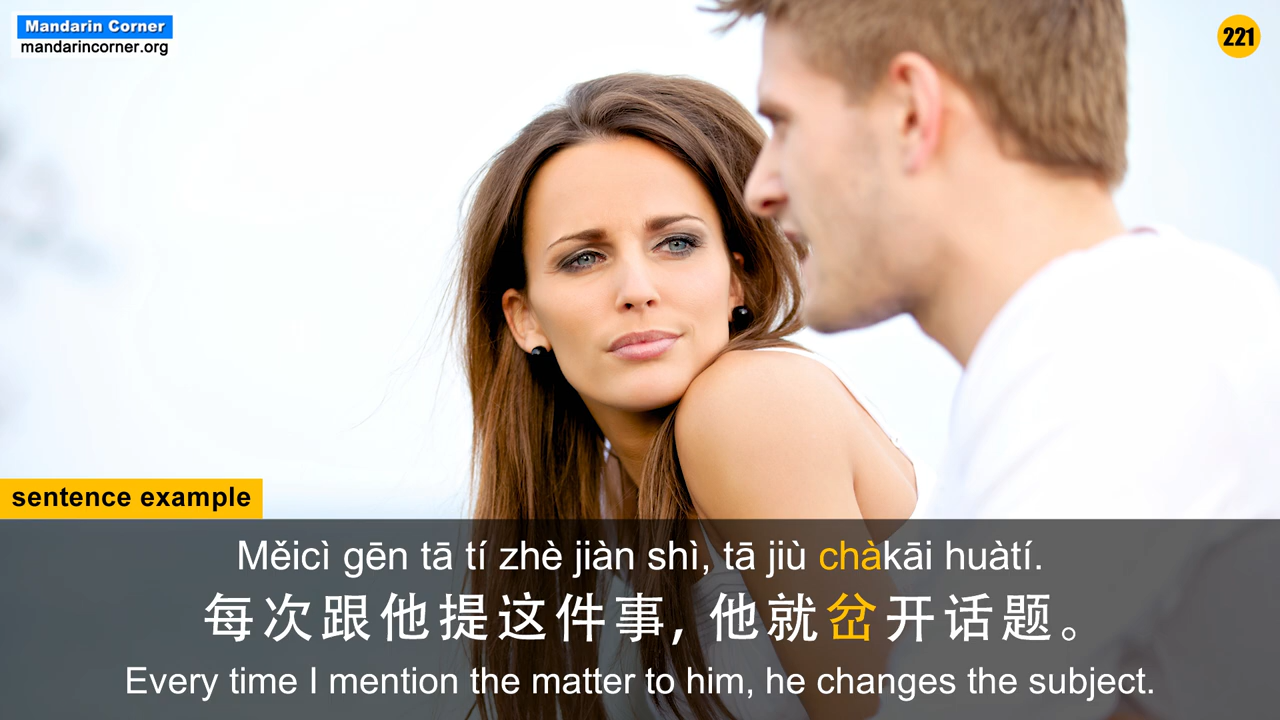 Mandarin Corner
mandarincorner.org
221
sentence example
Měicì gēn tā tí zhè jiàn shì, tā jiù chàkāi huàtí.
每次跟他提这件事, 他就岔开话题。
Every time I mention the matter to him, he changes the subject.